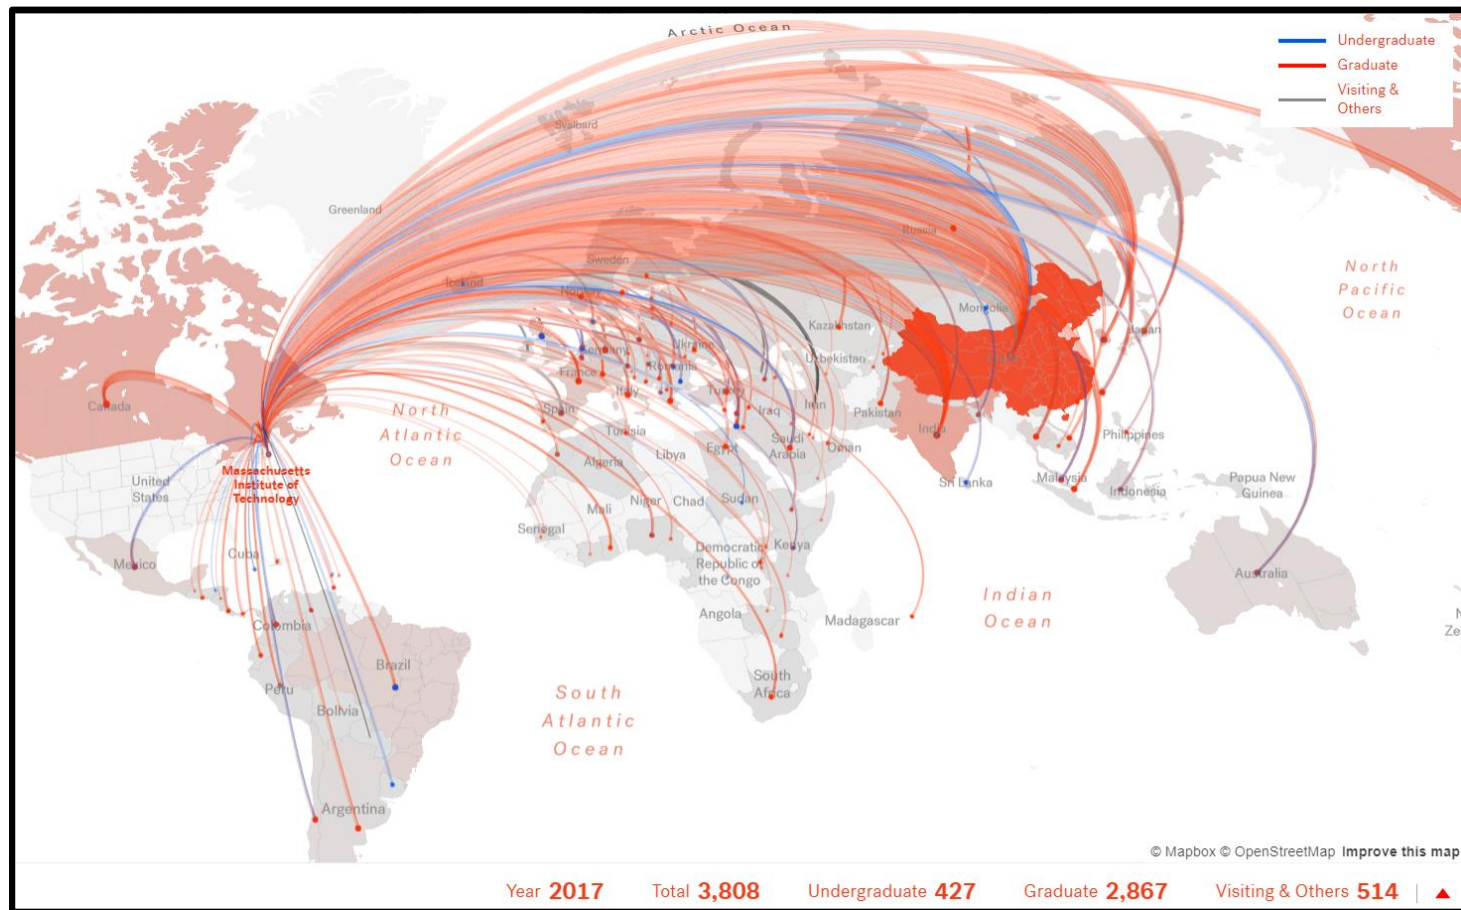 Arctic Ocean
Undergraduate
Graduate
Visiting &
Others
Svalbard
Greenland
Russia
Sweden
Iceland
Norway
North
Pacific
Ocean
Mongolia
Kazakhstan
Japan
Ukraine
Germany
Uzbekistan
France
Romania
Italy
Turkey
Canada
Spain
Iraq
Iran
Pakistan
North
Atlantic
Ocean
Tunisia
India
Philippines
Algeria
Libya
Egypt
Saudi
Arabia
Oman
Massachusetts
Institute of
Technology
United
States
Sri Lanka
Malaysia
Indonesia
Papua New
Guinea
Mali
Niger
Chad
Sudan
Senegal
Cuba
Mexico
Democratic
Republic of
the Congo
Kenya
Australia
Colombia
Angola
Madagascar
Indian
Ocean
N
Ze
Brazil
Peru
Bolivia
South
Africa
South
Atlantic
Ocean
Argentina
© Mapbox © OpenStreetMap Improve this map
Year 2017 Total 3,808 Undergraduate 427 Graduate 2,867 Visiting & Others 514